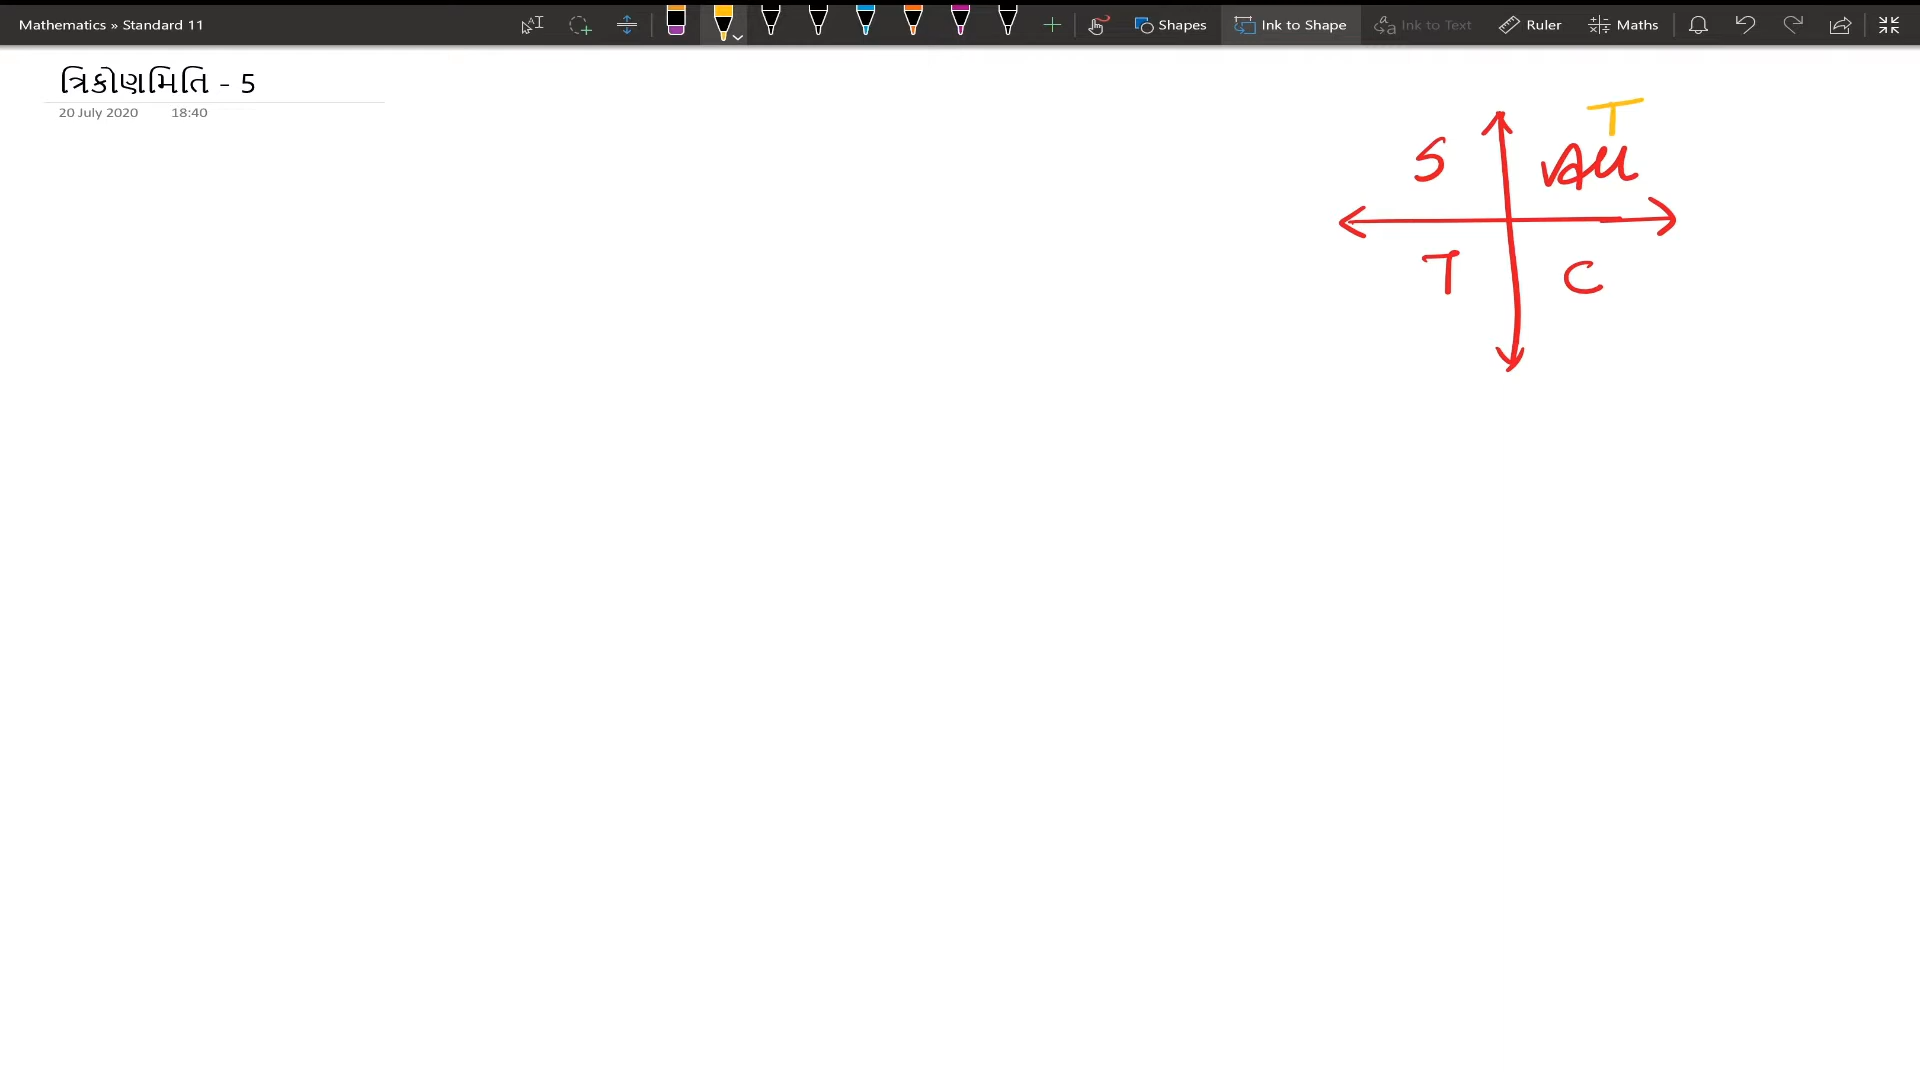 Mathematics » Standard 11
Shapes
Ink to Shape
Ink to Text
Ruler
Maths
ત્રિકોણમિતિ - 5
20 July 2020 18:40
T
S
All
T
C